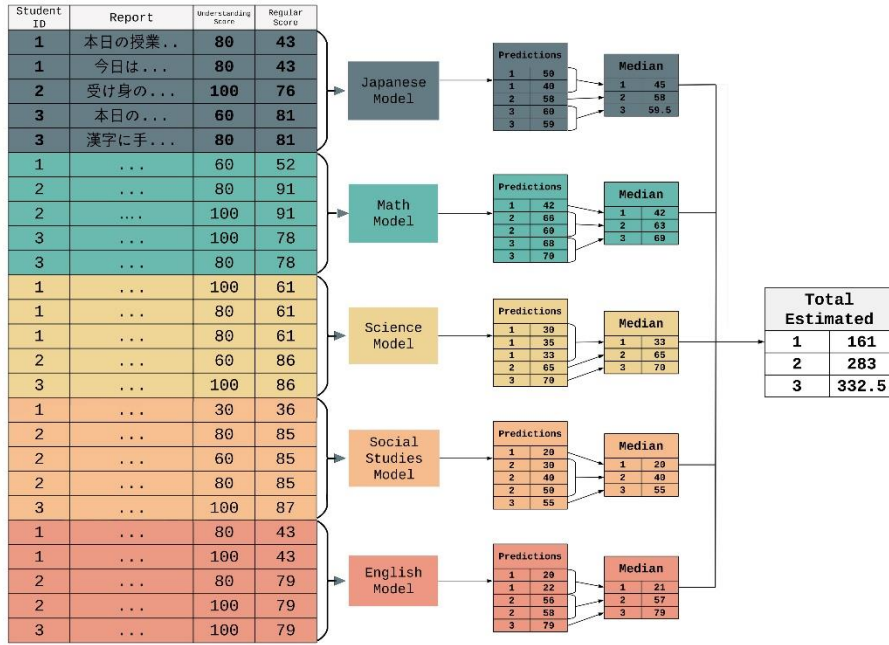 Student ID Report Understanding Score Regular Score
1 本日の授業.. 80 43
1 今日は... 80 43
2 受け身の... 100 76
3 本日の... 60 81
3 漢字に手... 80 81
1 ... 60 52
2 ... 80 91
2 .... 100 91
3 ... 100 78
3 ... 80 78
1 ... 100 61
1 ... 80 61
1 ... 80 61
2 ... 60 86
3 ... 100 86
1 ... 30 36
2 ... 80 85
2 ... 60 85
2 ... 80 85
3 ... 100 87
1 ... 80 43
1 ... 100 43
2 ... 80 79
2 ... 100 79
3 ... 100 79
Japanese
Model
Predictions
1 50
1 40
2 58
3 60
3 59
Median
1 45
2 58
3 59.5
Math
Model
Predictions
1 42
2 66
2 60
3 68
3 70
Median
1 42
2 63
3 69
Science
Model
Predictions
1 30
1 35
1 33
2 65
3 70
Median
1 33
2 65
3 70
Social
Studies
Model
Predictions
1 20
2 30
2 40
2 50
3 55
Median
1 20
2 40
3 55
English
Model
Predictions
1 20
1 22
2 56
2 58
3 79
Median
1 21
2 57
3 79
Total
Estimated
1 161
2 283
3 332.5